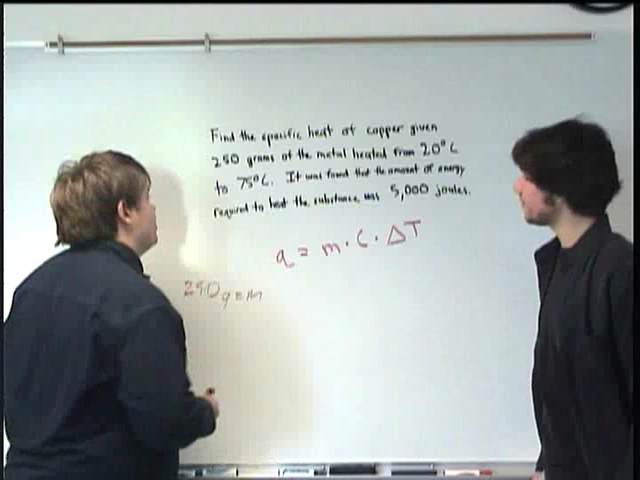 Find the specific heat of copper given
250 grams of the metal heated from 20°C
to 75°C. It was found that the amount of energy
required to heat the substance was 5,000 joules.
q = m · C · ΔT
250g = m